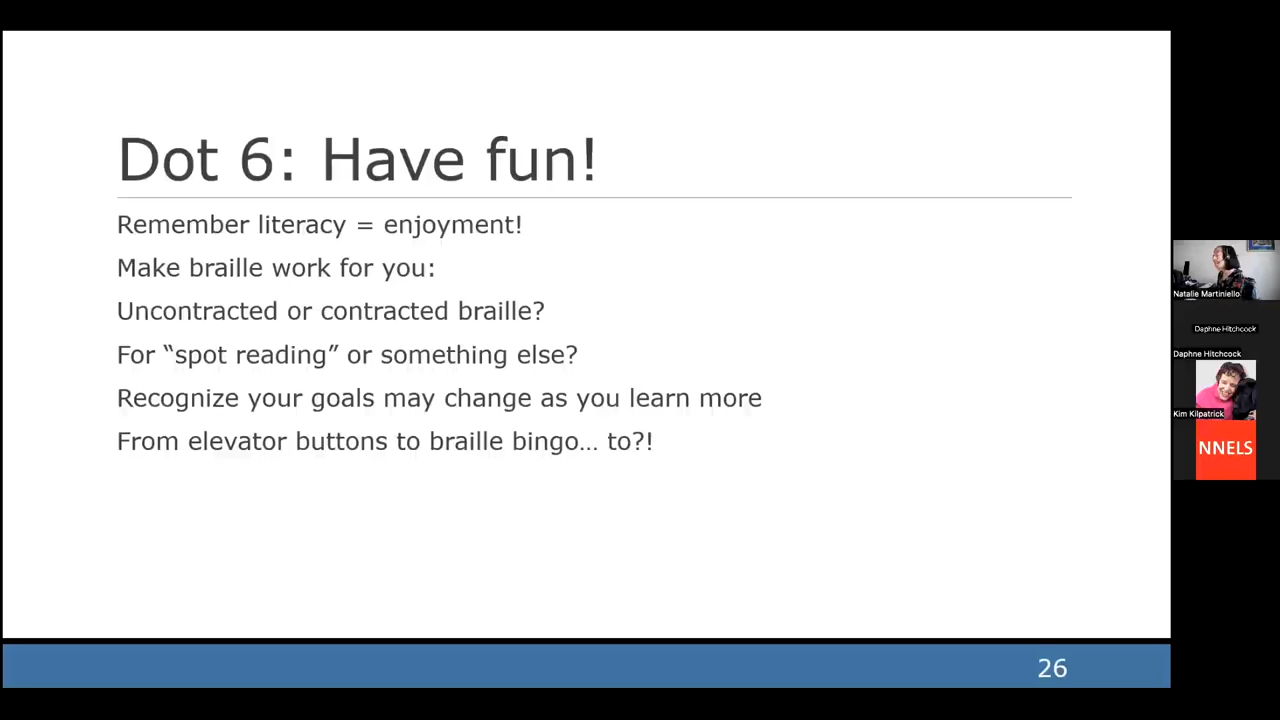 Dot 6: Have fun!
Remember literacy = enjoyment!
Make braille work for you:
Uncontracted or contracted braille?
For “spot reading” or something else?
Recognize your goals may change as you learn more
From elevator buttons to braille bingo… to?!
26
Natalie Martiniello
Daphne Hitchcock
Daphne Hitchcock
Kim Kilpatrick
NNELS